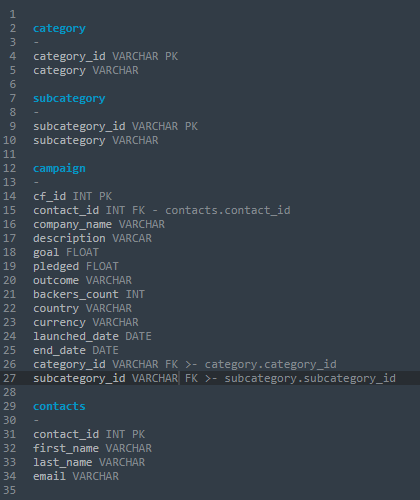 1
2 category
3 -
4 category_id VARCHAR PK
5 category VARCHAR
6
7 subcategory
8 -
9 subcategory_id VARCHAR PK
10 subcategory VARCHAR
11
12 campaign
13 -
14 cf_id INT PK
15 contact_id INT FK - contacts.contact_id
16 company_name VARCHAR
17 description VARCAR
18 goal FLOAT
19 pledged FLOAT
20 outcome VARCHAR
21 backers_count INT
22 country VARCHAR
23 currency VARCHAR
24 launched_date DATE
25 end_date DATE
26 category_id VARCHAR FK >- category.category_id
27 subcategory_id VARCHAR FK >- subcategory.subcategory_id
28
29 contacts
30 -
31 contact_id INT PK
32 first_name VARCHAR
33 last_name VARCHAR
34 email VARCHAR
35